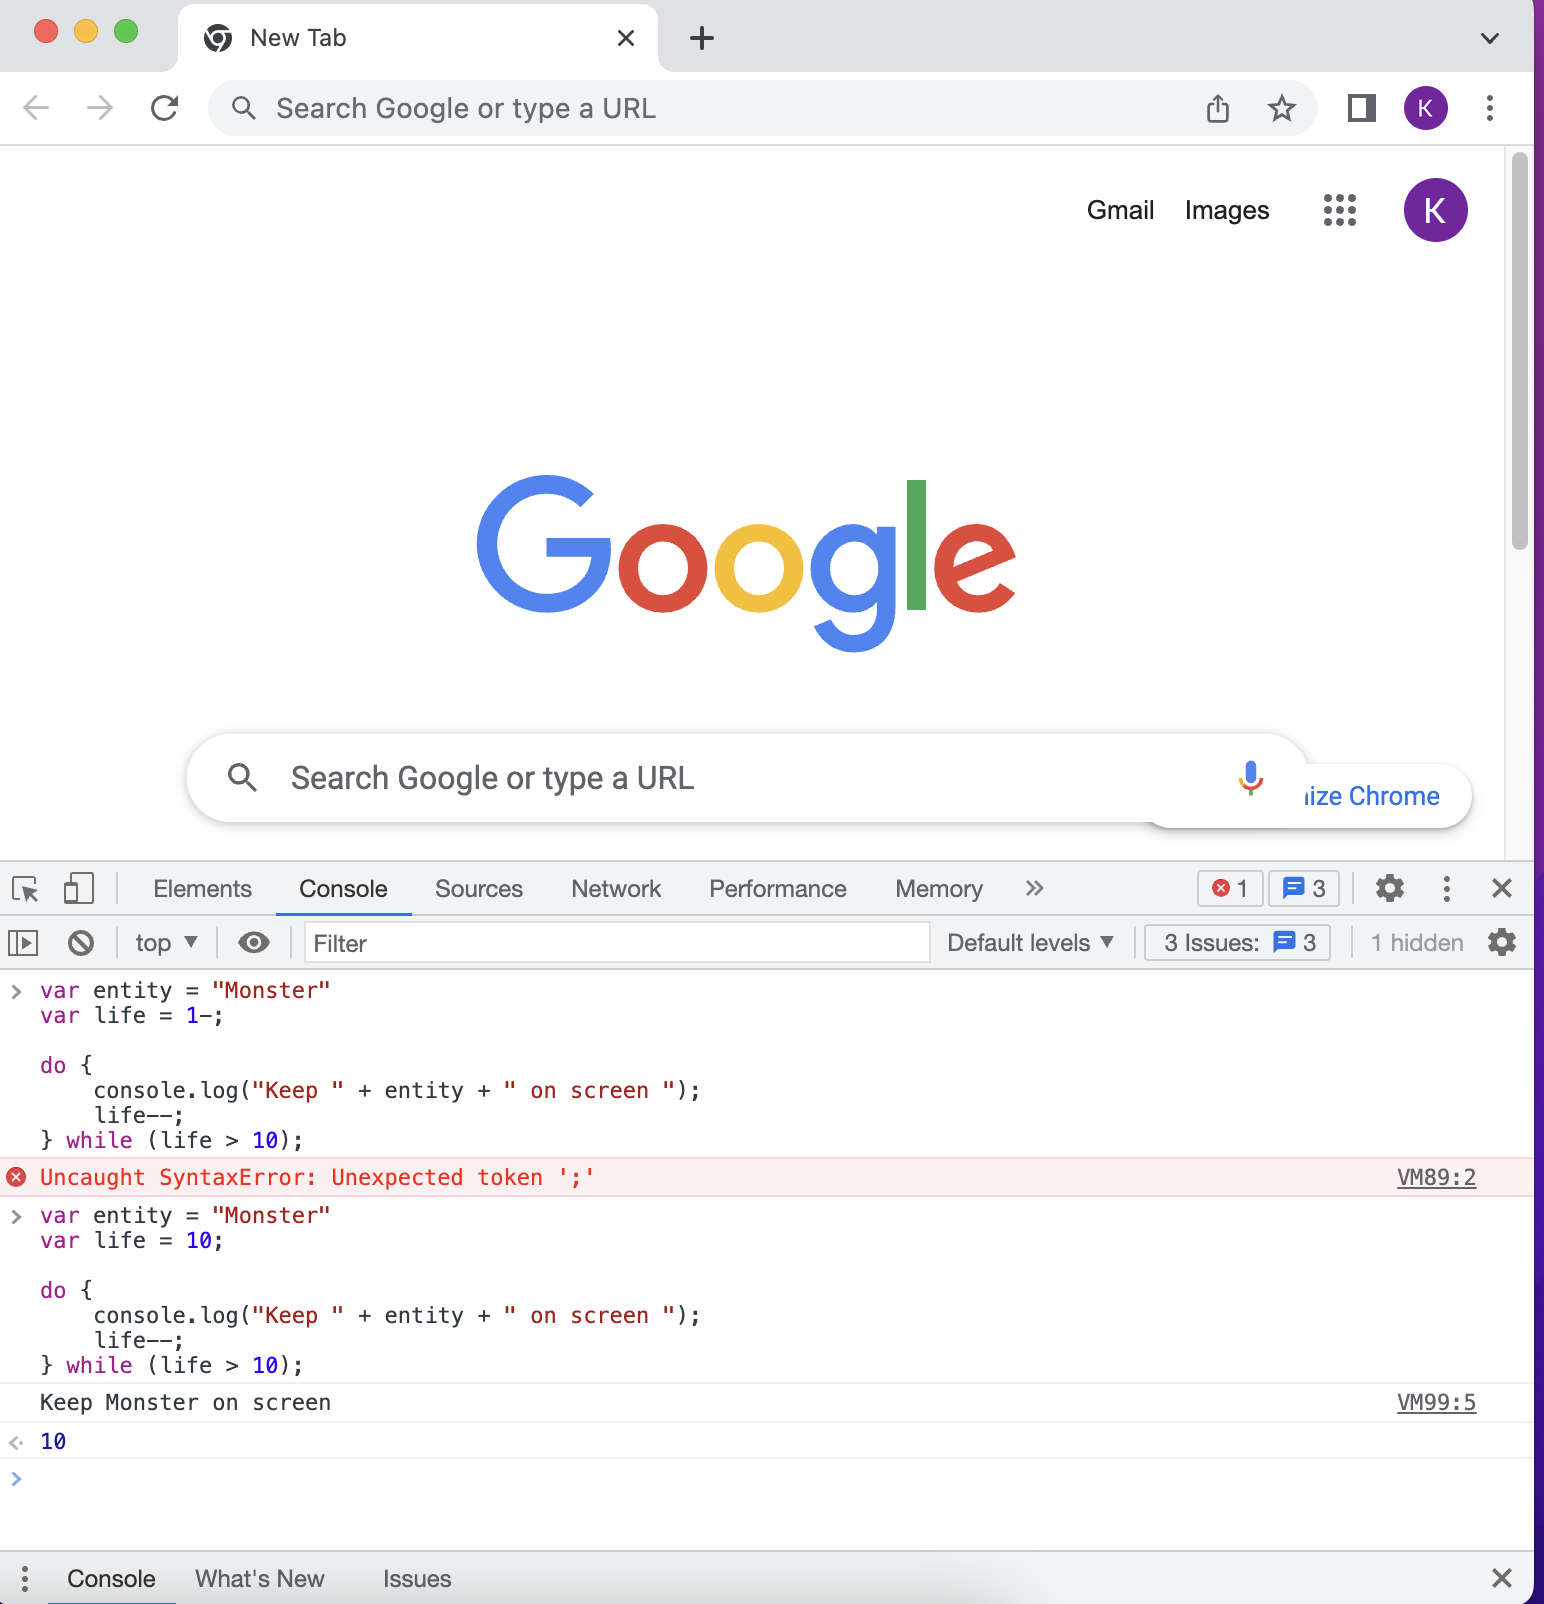 New Tab
Search Google or type a URL
K
Gmail Images
K
Google
Search Google or type a URL
ize Chrome
Elements Console Sources Network Performance Memory 1 3
top Filter Default levels 3 Issues: 3 1 hidden
var entity = "Monster"
var life = 1-;
do {
console.log("Keep " + entity + " on screen ");
life--;
} while (life > 10);
Uncaught SyntaxError: Unexpected token ';' VM89:2
var entity = "Monster"
var life = 10;
do {
console.log("Keep " + entity + " on screen ");
life--;
} while (life > 10);
Keep Monster on screen VM99:5
10
Console What's New Issues